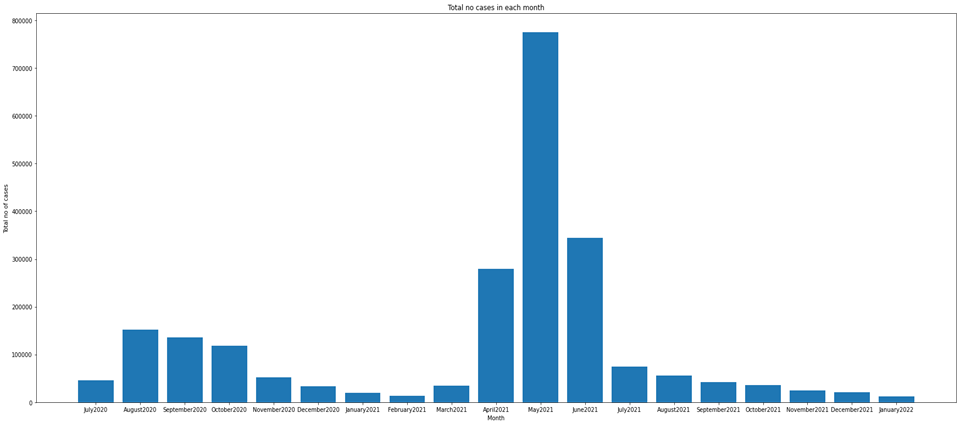 Total no cases in each month
Total no of cases
800000
700000
600000
500000
400000
300000
200000
100000
0
July2020 August2020 September2020 October2020 November2020 December2020 January2021 February2021 March2021 April2021 May2021 June2021 July2021 August2021 September2021 October2021 November2021 December2021 January2022
Month